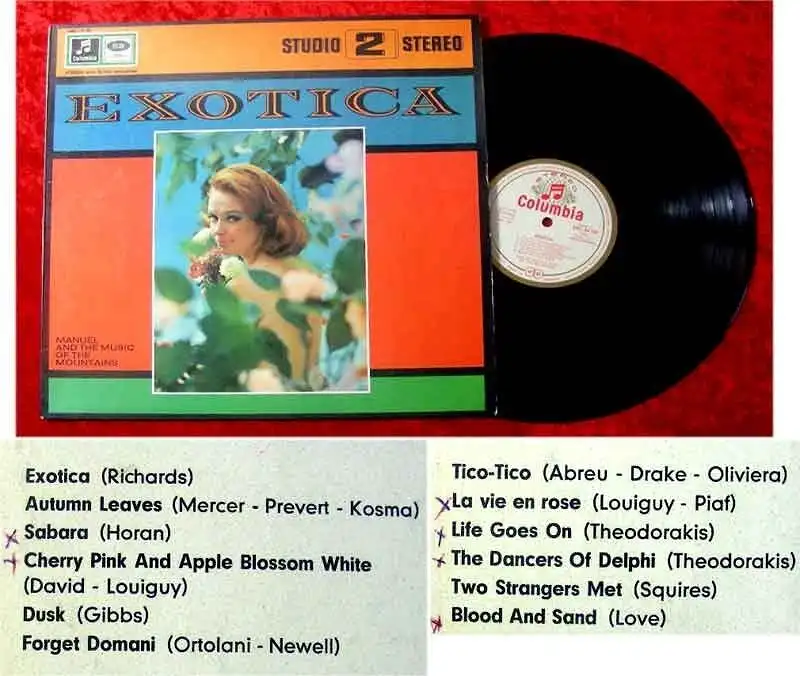 Columbia
STUDIO 2 STEREO
EXOTICA
MANUEL
AND THE MUSIC
OF THE
MOUNTAINS
STEREO
Columbia
Exotica (Richards)
Autumn Leaves (Mercer - Prevert - Kosma)
Sabara (Horan)
Cherry Pink And Apple Blossom White
(David - Louiguy)
Dusk (Gibbs)
Forget Domani (Ortolani - Newell)
Tico-Tico (Abreu - Drake - Oliviera)
La vie en rose (Louiguy - Piaf)
Life Goes On (Theodorakis)
The Dancers Of Delphi (Theodorakis)
Two Strangers Met (Squires)
Blood And Sand (Love)